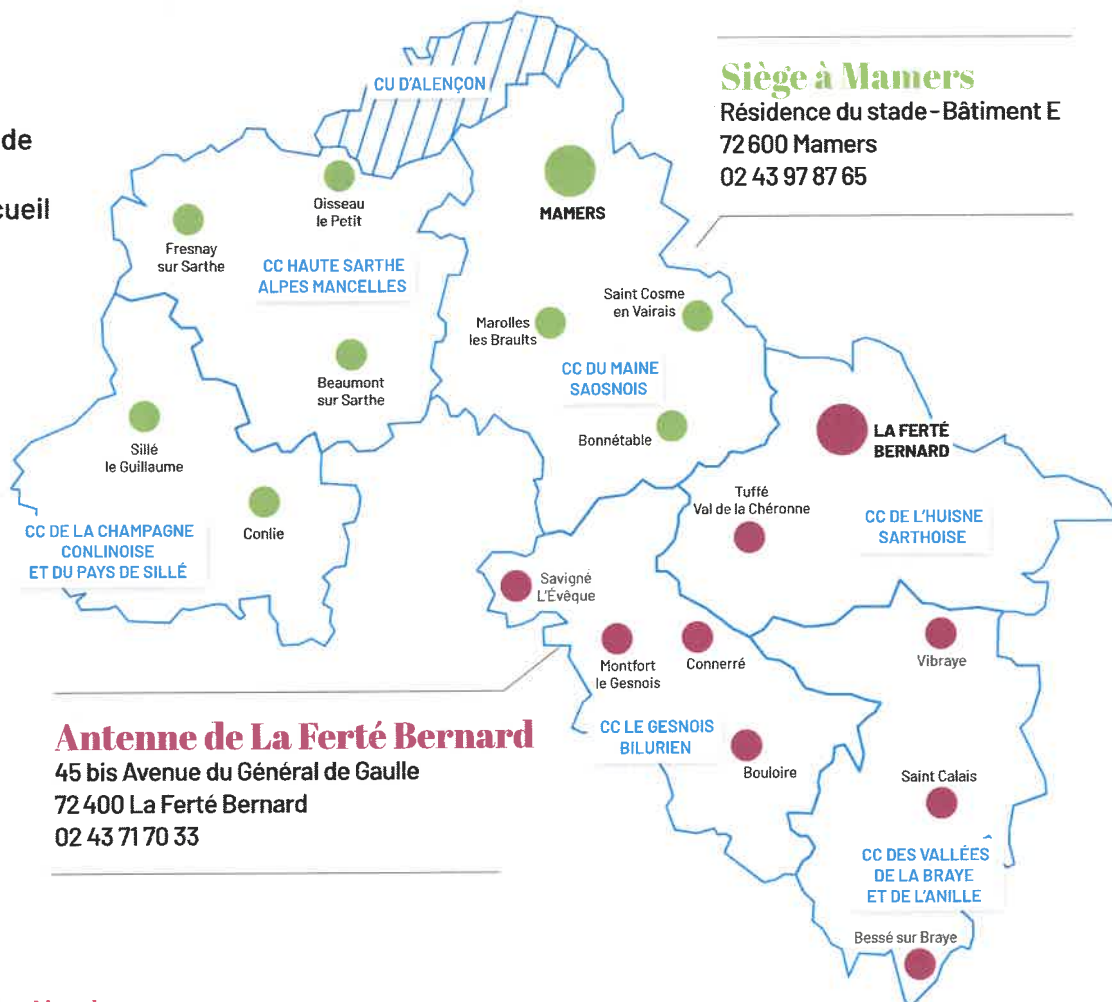 de
cueil
CU D'ALENÇON
Siège à Mamers
Résidence du stade - Bâtiment E
72 600 Mamers
02 43 97 87 65
Oisseau
le Petit
MAMERS
Fresnay
sur Sarthe
CC HAUTE SARTHE
ALPES MANCELLES
Marolles
les Braults
Saint Cosme
en Vairais
Beaumont
sur Sarthe
CC DU MAINE
SAOSNOIS
Bonnétable
Sillé
le Guillaume
Conlie
CC DE LA CHAMPAGNE
CONLINOISE
ET DU PAYS DE SILLÉ
LA FERTÉ
BERNARD
Tuffé
Val de la Chéronne
CC DE L'HUISNE
SARTHOISE
Savigné
L'Évêque
Montfort
le Gesnois
Connerré
Vibraye
CC LE GESNOIS
BILURIEN
Bouloire
Saint Calais
CC DES VALLÉES
DE LA BRAYE
ET DE L'ANILLE
Bessé sur Braye
Antenne de La Ferté Bernard
45 bis Avenue du Général de Gaulle
72 400 La Ferté Bernard
02 43 71 70 33